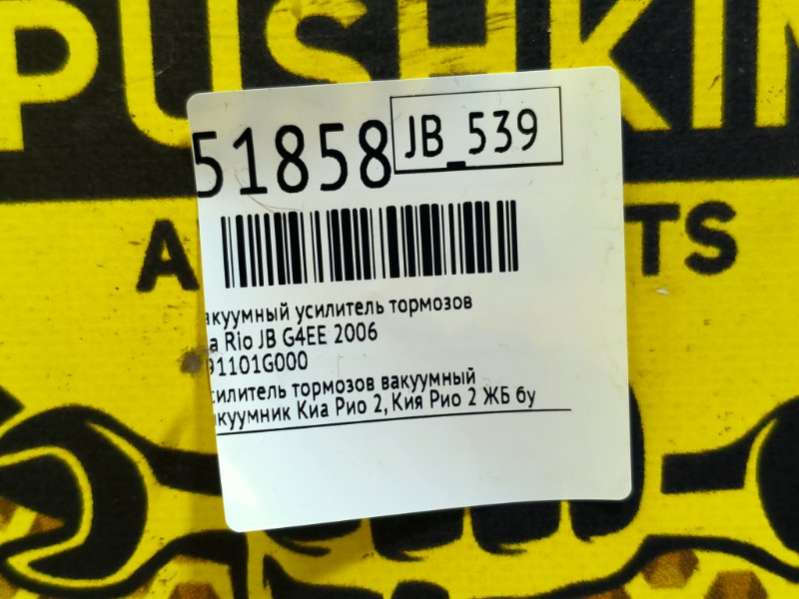 PUSHKIN
51858 JB_539
A TS
акуумный усилитель тормозов
а Rio JB G4EE 2006
91101G000
силитель тормозов вакуумный
акуумник Киа Рио 2, Кия Рио 2 ЖБ бу